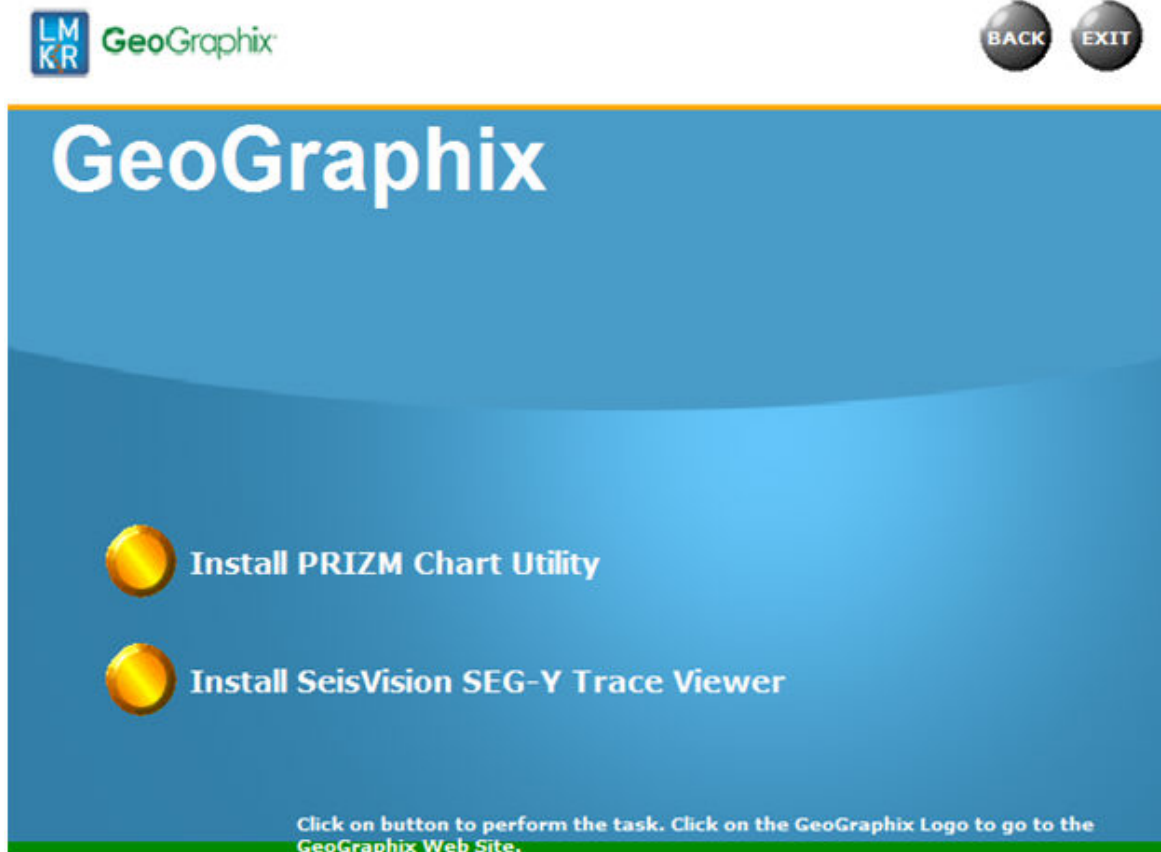 LM
KR
GeoGraphix
BACK
EXIT
GeoGraphix
Install PRIZM Chart Utility
Install SeisVision SEG-Y Trace Viewer
Click on button to perform the task. Click on the GeoGraphix Logo to go to the
GeoGraphix Web Site.